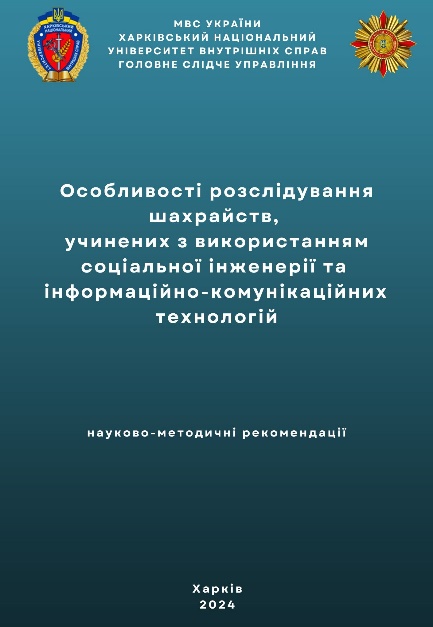 МВС УКРАЇНИ
ХАРКІВСЬКИЙ НАЦІОНАЛЬНИЙ
УНІВЕРСИТЕТ ВНУТРІШНІХ СПРАВ
ГОЛОВНЕ СЛІДЧЕ УПРАВЛІННЯ
Особливості розслідування
шахрайств,
учинених з використанням
соціальної інженерії та
інформаційно-комунікаційних
технологій
науково-методичні рекомендації
Харків
2024